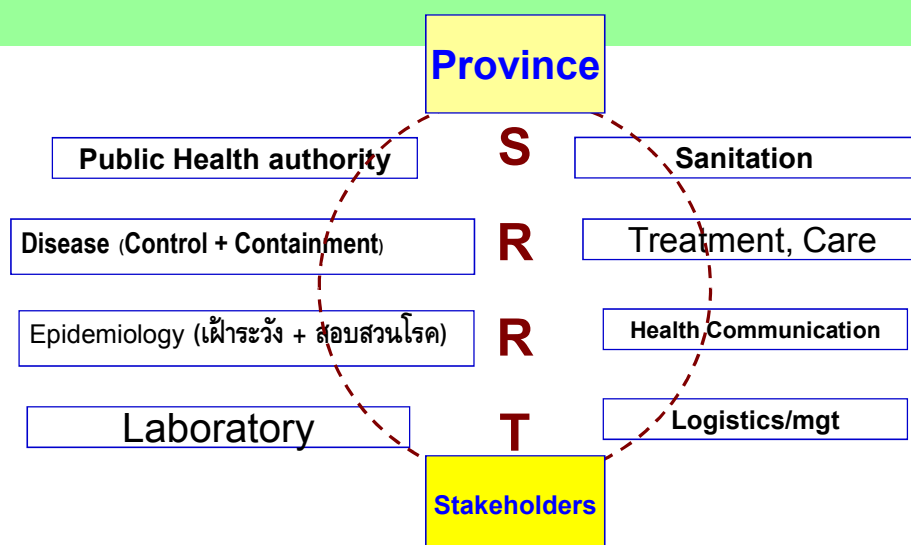 Province
S
Public Health authority
Sanitation
Disease (Control + Containment)
R
Treatment, Care
Epidemiology (เฝ้าระวัง + สอบสวนโรค)
R
Health Communication
Laboratory
T
Logistics/mgt
Stakeholders